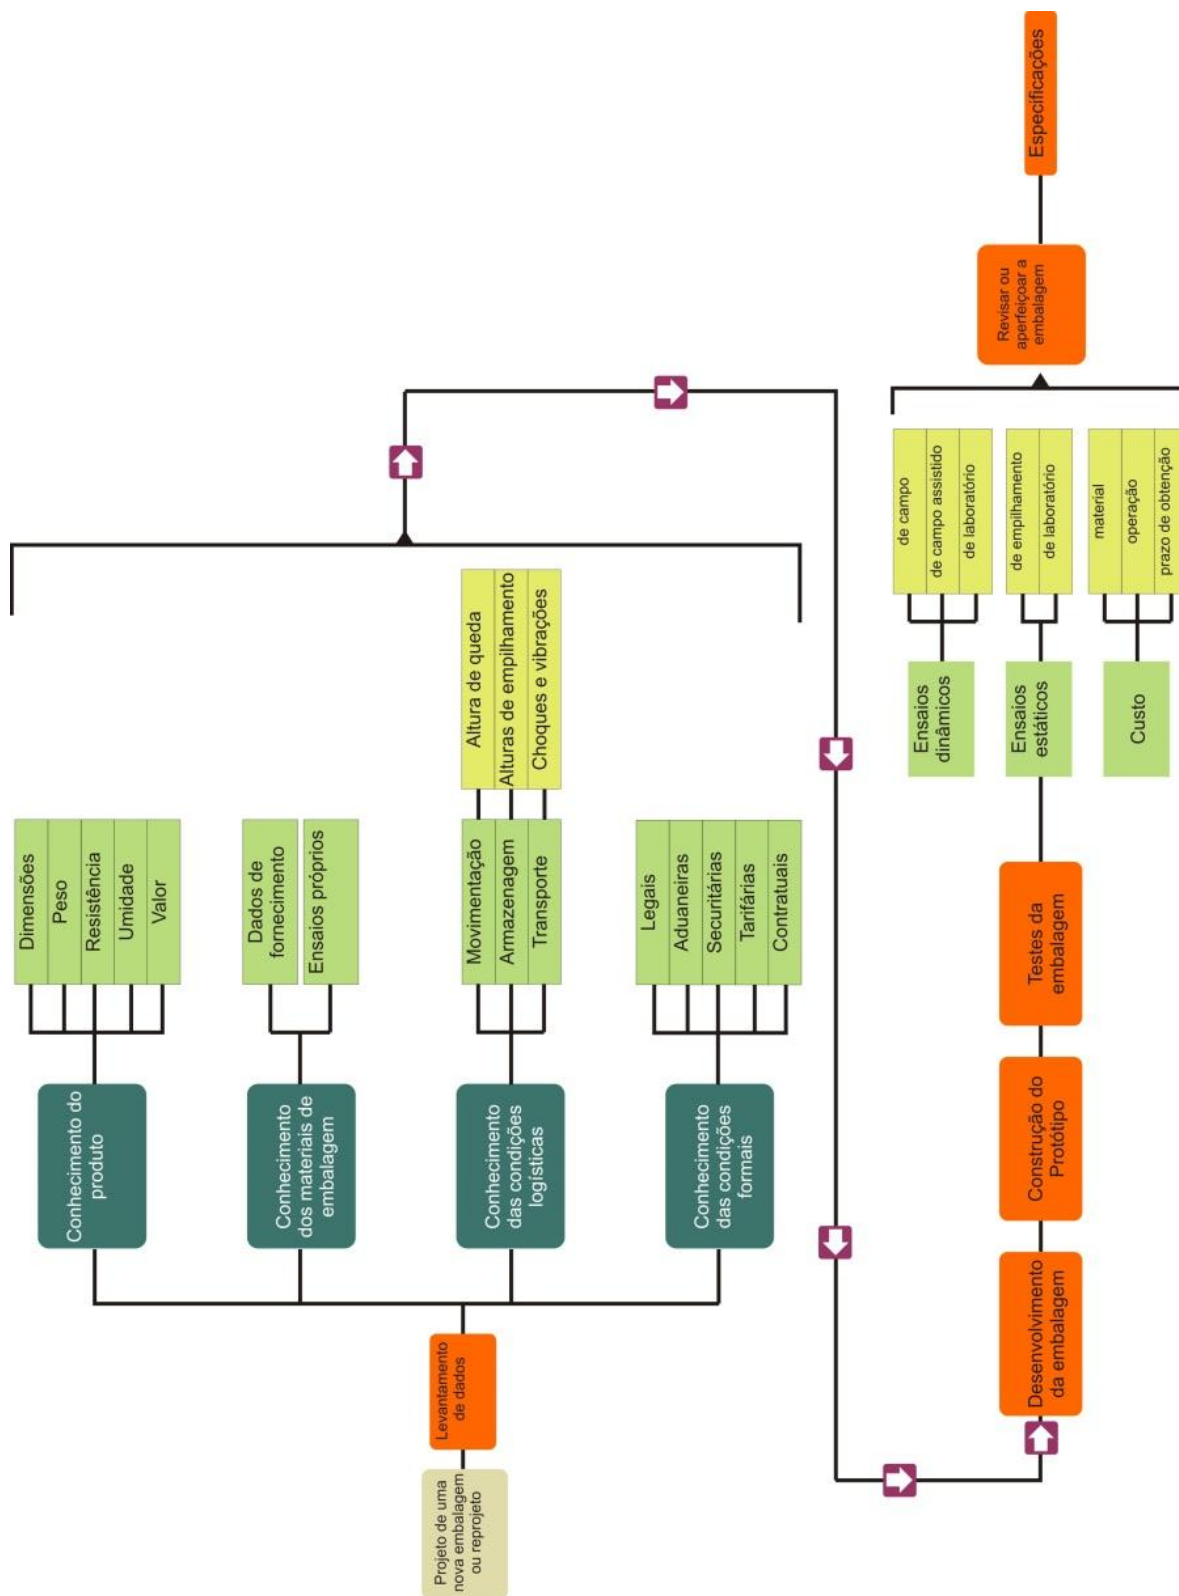 Projeto de uma
nova embalagem
ou reprojeto
Levantamento
de dados
Conhecimento do
produto
Dimensões
Peso
Resistência
Umidade
Valor
Conhecimento
dos materiais de
embalagem
Dados de
fornecimento
Ensaios próprios
Conhecimento
das condições
logísticas
Movimentação
Armazenagem
Transporte
Altura de queda
Alturas de empilhamento
Choques e vibrações
Conhecimento
das condições
formais
Legais
Aduaneiras
Securitárias
Tarifárias
Contratuais
Desenvolvimento
da embalagem
Construção do
Protótipo
Testes da
embalagem
Ensaios
dinâmicos
de campo
de campo assistido
de laboratório
Ensaios
estáticos
de empilhamento
de laboratório
Custo
material
operação
prazo de obtenção
Revisar ou
aperfeiçoar a
embalagem
Especificações